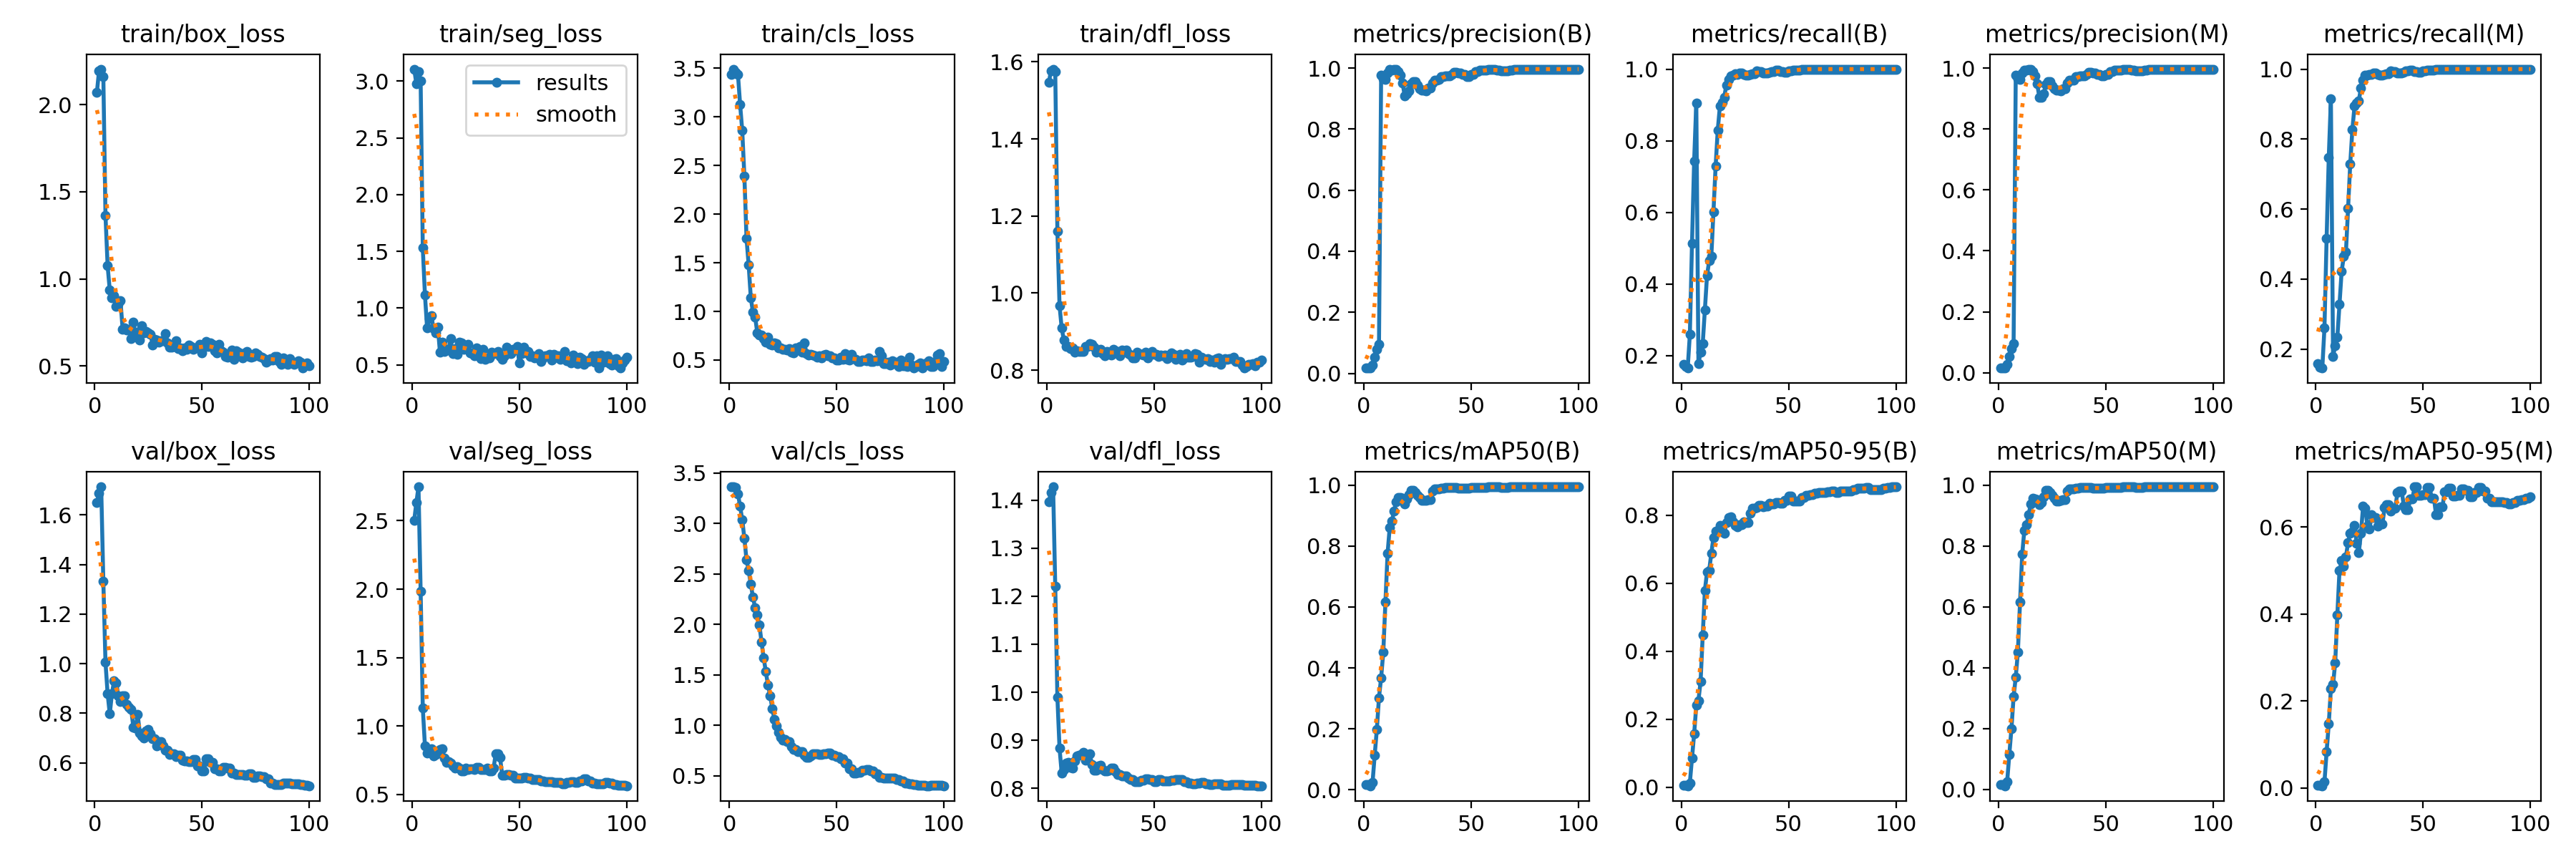 train/box_loss
2.0
1.5
1.0
0.5
0 50 100
train/seg_loss
results
smooth
3.0
2.5
2.0
1.5
1.0
0.5
0 50 100
train/cls_loss
3.5
3.0
2.5
2.0
1.5
1.0
0.5
0 50 100
train/dfl_loss
1.6
1.4
1.2
1.0
0.8
0 50 100
metrics/precision(B)
1.0
0.8
0.6
0.4
0.2
0.0
0 50 100
metrics/recall(B)
1.0
0.8
0.6
0.4
0.2
0 50 100
metrics/precision(M)
1.0
0.8
0.6
0.4
0.2
0.0
0 50 100
metrics/recall(M)
1.0
0.8
0.6
0.4
0.2
0 50 100
val/box_loss
1.6
1.4
1.2
1.0
0.8
0.6
0 50 100
val/seg_loss
2.5
2.0
1.5
1.0
0.5
0 50 100
val/cls_loss
3.5
3.0
2.5
2.0
1.5
1.0
0.5
0 50 100
val/dfl_loss
1.4
1.3
1.2
1.1
1.0
0.9
0.8
0 50 100
metrics/mAP50(B)
1.0
0.8
0.6
0.4
0.2
0.0
0 50 100
metrics/mAP50-95(B)
0.8
0.6
0.4
0.2
0.0
0 50 100
metrics/mAP50(M)
1.0
0.8
0.6
0.4
0.2
0.0
0 50 100
metrics/mAP50-95(M)
0.6
0.4
0.2
0.0
0 50 100